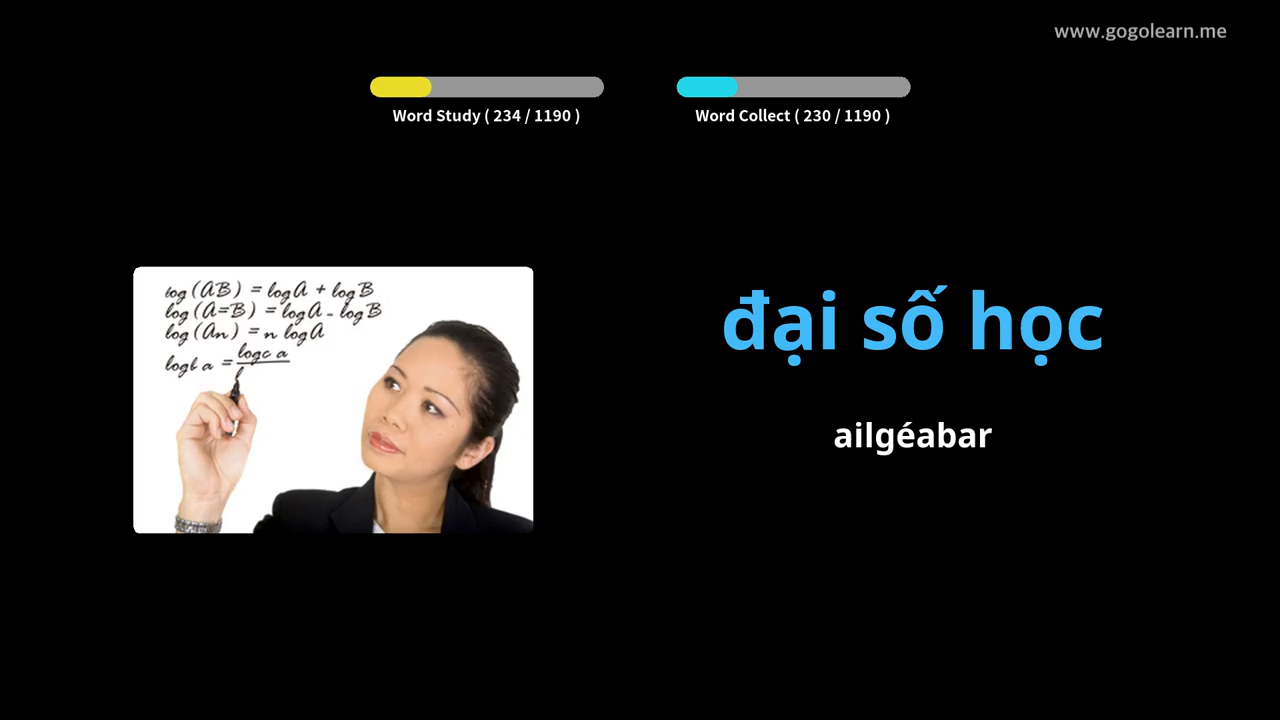 www.gogolearn.me
Word Study ( 234 / 1190 )
Word Collect ( 230 / 1190 )
log (AB) = log A + log B
log (A=B) = log A - log B
log (An) = n log A
logb a = logc a
đại số học
ailgéabar